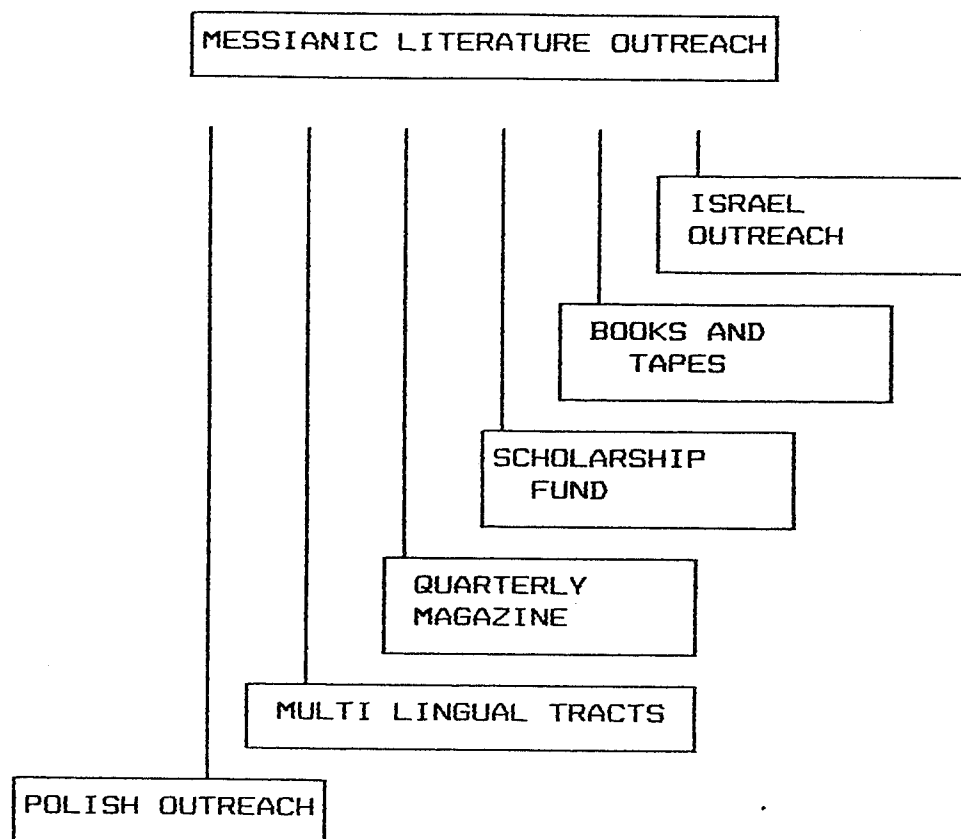 MESSIANIC LITERATURE OUTREACH
ISRAEL
OUTREACH
BOOKS AND
TAPES
SCHOLARSHIP
FUND
QUARTERLY
MAGAZINE
MULTI LINGUAL TRACTS
POLISH OUTREACH